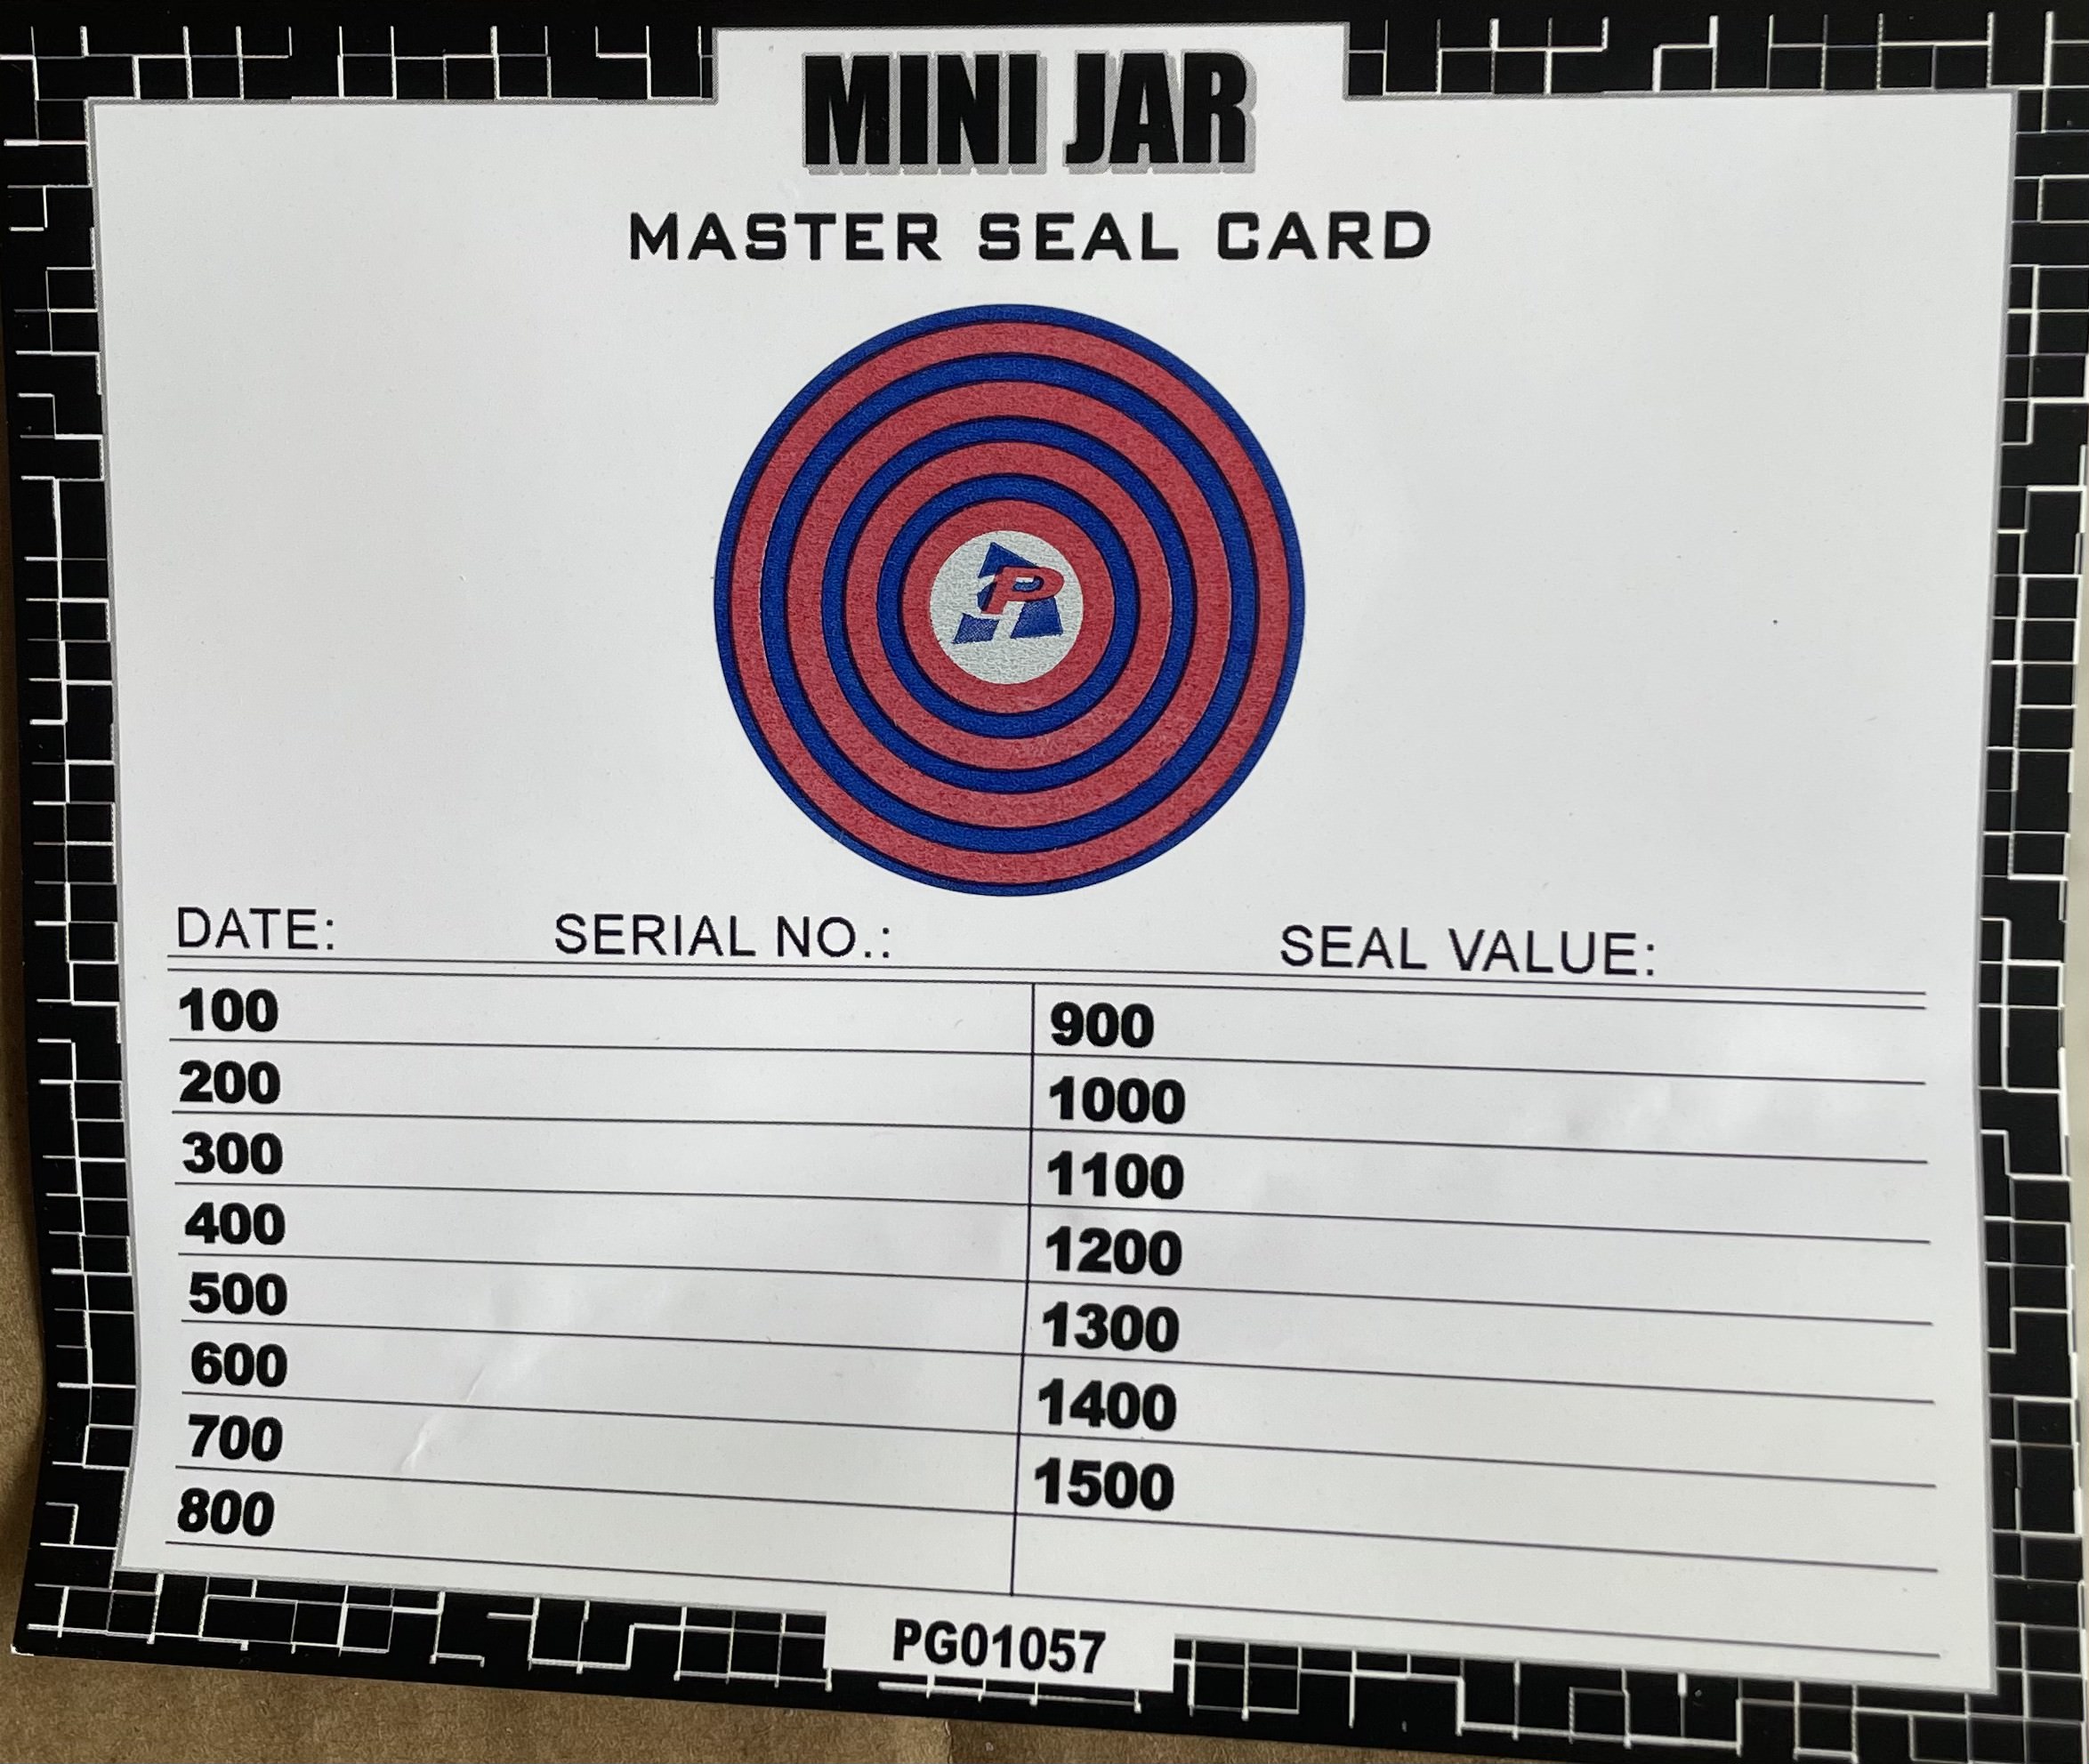 MINI JAR
MASTER SEAL CARD
P
DATE: SERIAL NO.: SEAL VALUE:
100 900
200 1000
300 1100
400 1200
500 1300
600 1400
700 1500
800
PG01057